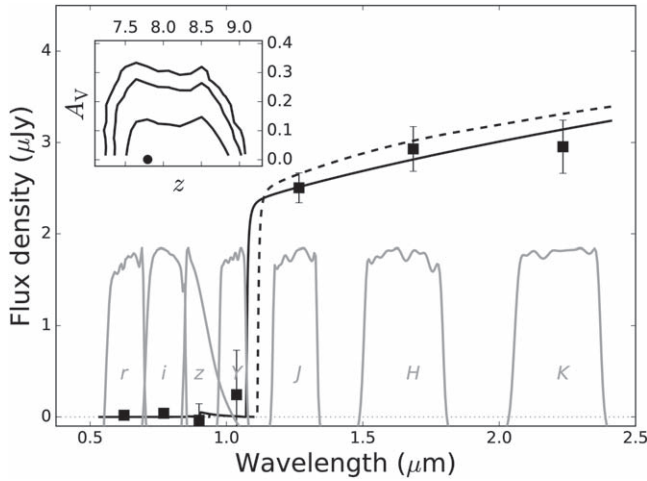 7.5 8.0 8.5 9.0
0.4
0.3
0.2
0.1
0.0
A_V
z
4
3
2
1
0
Flux density (μJy)
r i z Y J H K
0.5 1.0 1.5 2.0 2.5
Wavelength (μm)